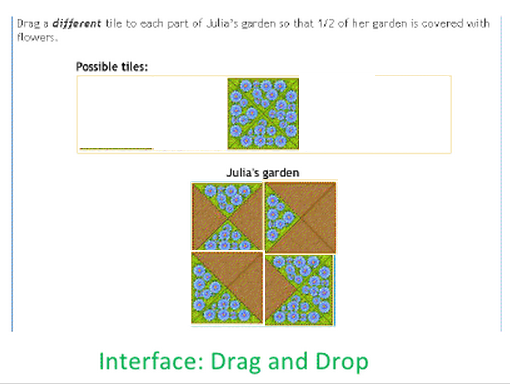 Drag a different tile to each part of Julia's garden so that 1/2 of her garden is covered with
flowers.
Possible tiles:
Julia's garden
Interface: Drag and Drop